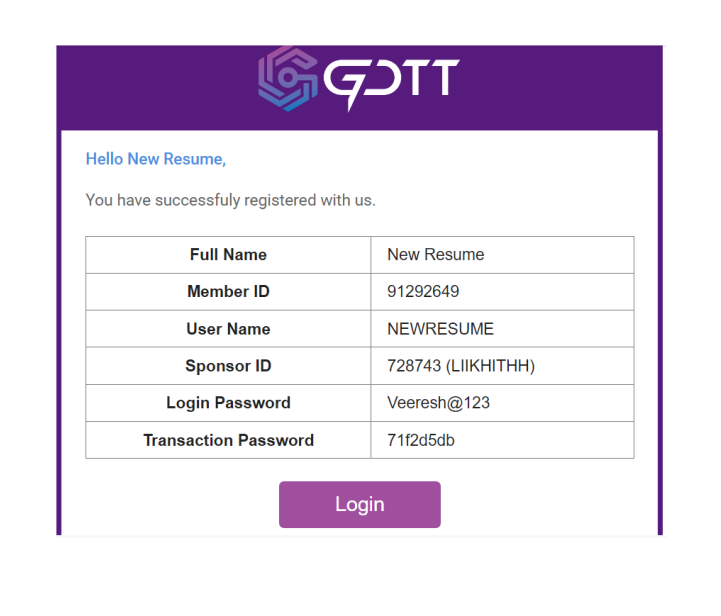 GDTT
Hello New Resume,
You have successfuly registered with us.
Full Name New Resume
Member ID 91292649
User Name NEWRESUME
Sponsor ID 728743 (LIIKHITHH)
Login Password Veeresh@123
Transaction Password 71f2d5db
Login